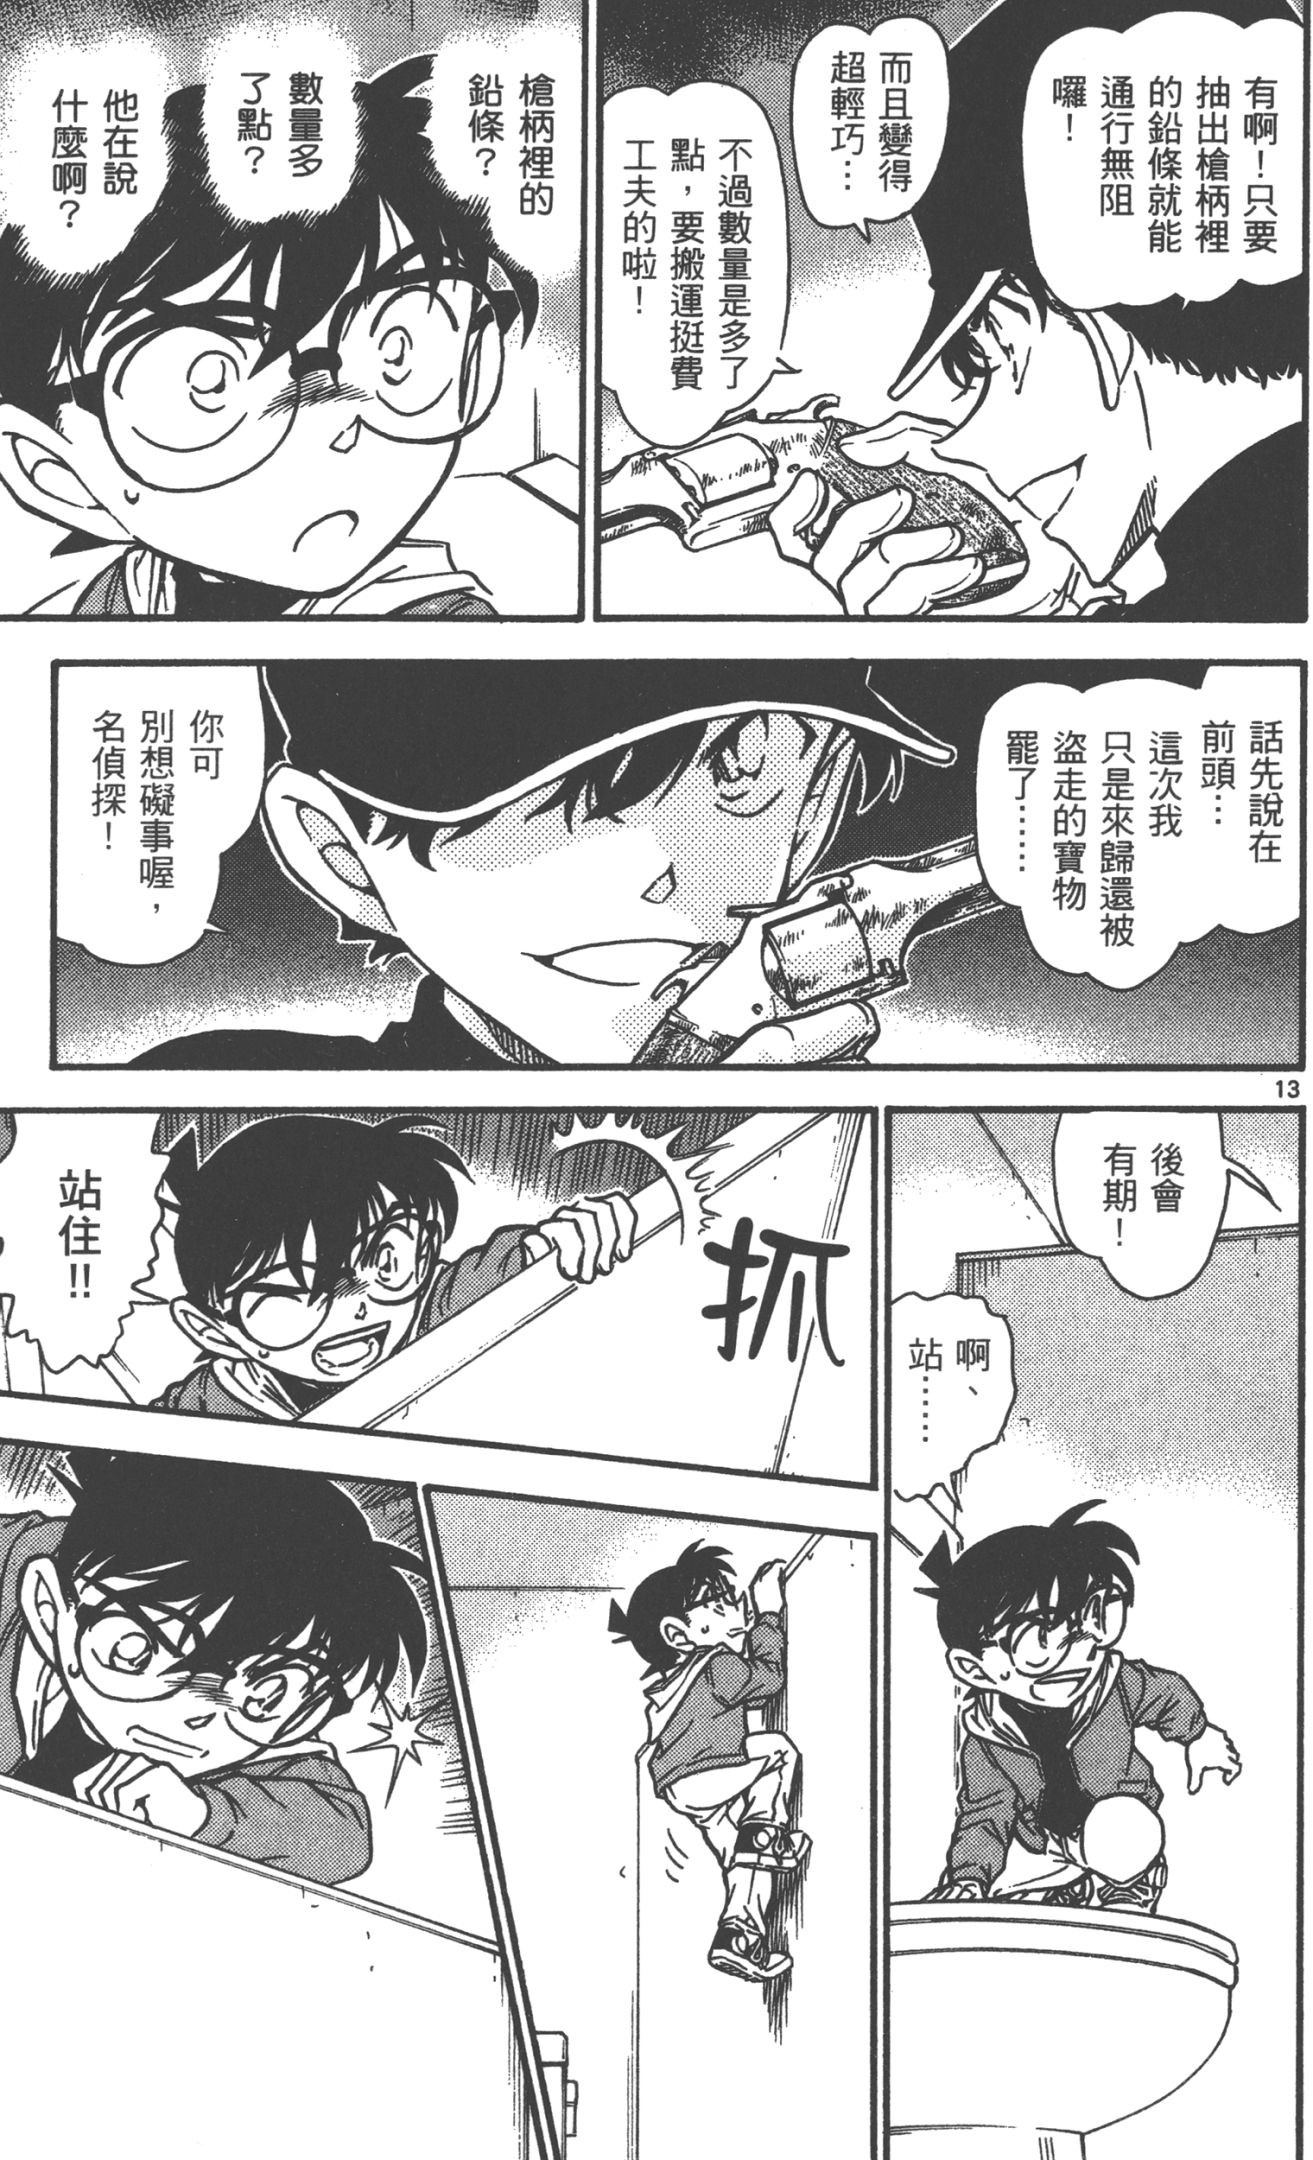 有啊！只要
抽出槍柄裡
的鉛條就能
通行無阻
囉！
而且變得
超輕巧…
不過數量是多了
點，要搬運挺費
工夫的啦！
槍柄裡的
鉛條？
數量多
了點？
他在說
什麼啊？
話先說在
前頭…
這次我
只是來歸還被
盜走的寶物
罷了……
你可
別想礙事喔，
名偵探！
13
後會
有期！
啊、
站……
抓
站住!!